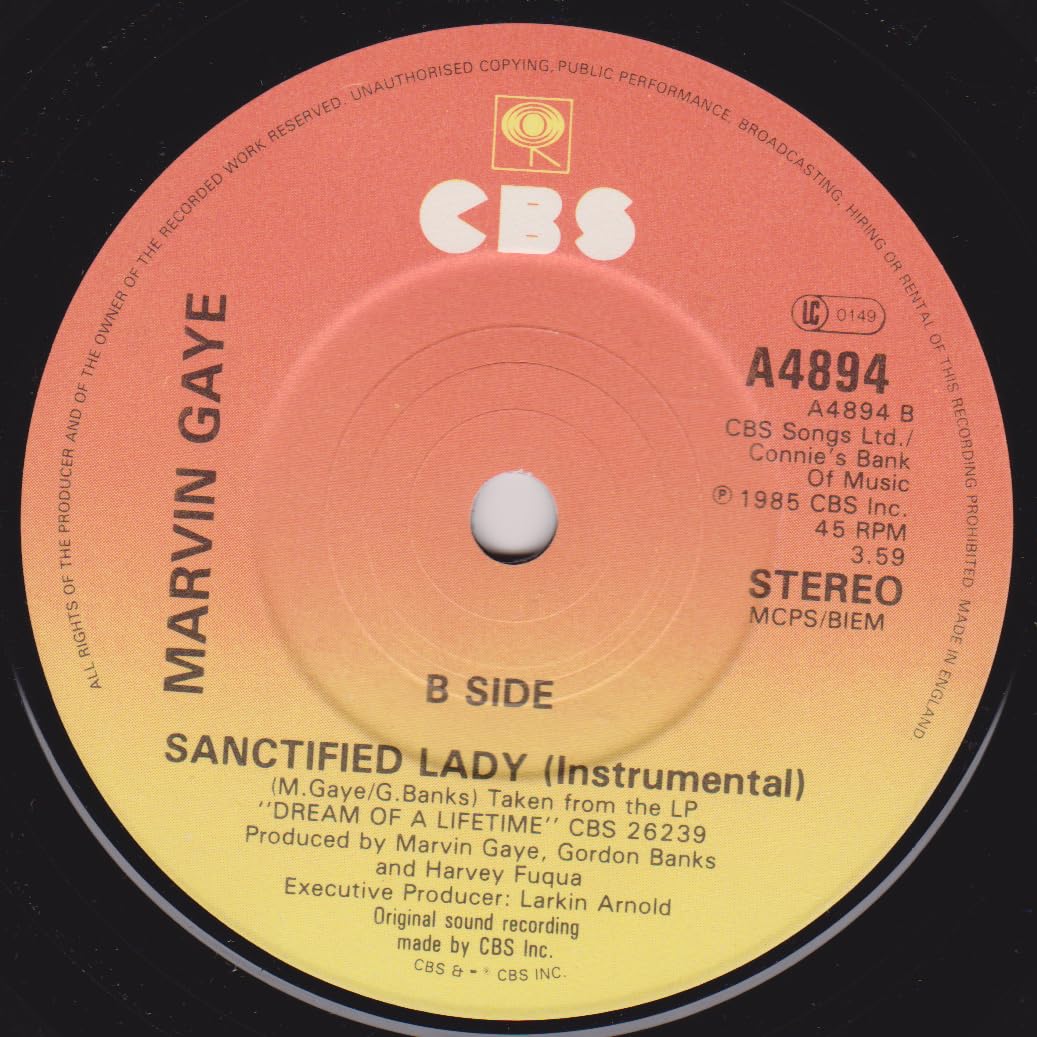 ALL RIGHTS OF THE PRODUCER AND OF THE OWNER OF THE RECORDED WORK RESERVED. UNAUTHORISED COPYING, PUBLIC PERFORMANCE, BROADCASTING, HIRING OR RENTAL OF THIS RECORDING PROHIBITED. MADE IN ENGLAND
CBS
MARVIN GAYE
LC 0149
A4894
A4894 B
CBS Songs Ltd./
Connie's Bank
Of Music
℗ 1985 CBS Inc.
45 RPM
3.59
STEREO
MCPS/BIEM
B SIDE
SANCTIFIED LADY (Instrumental)
(M.Gaye/G.Banks) Taken from the LP
"DREAM OF A LIFETIME" CBS 26239
Produced by Marvin Gaye, Gordon Banks
and Harvey Fuqua
Executive Producer: Larkin Arnold
Original sound recording
made by CBS Inc.
CBS & CBS INC.